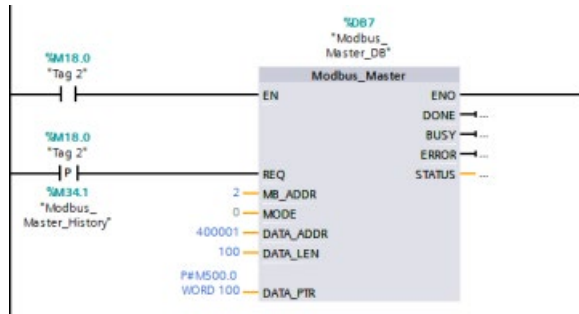 %DB7
"Modbus_
Master_DB"
%M18.0
"Tag 2"
Modbus_Master
EN
ENO
DONE
...
BUSY
...
ERROR
...
STATUS
...
%M18.0
"Tag 2"
P
REQ
%M34.1
"Modbus_
Master_History"
2
MB_ADDR
0
MODE
400001
DATA_ADDR
100
DATA_LEN
P#M500.0
WORD 100
DATA_PTR